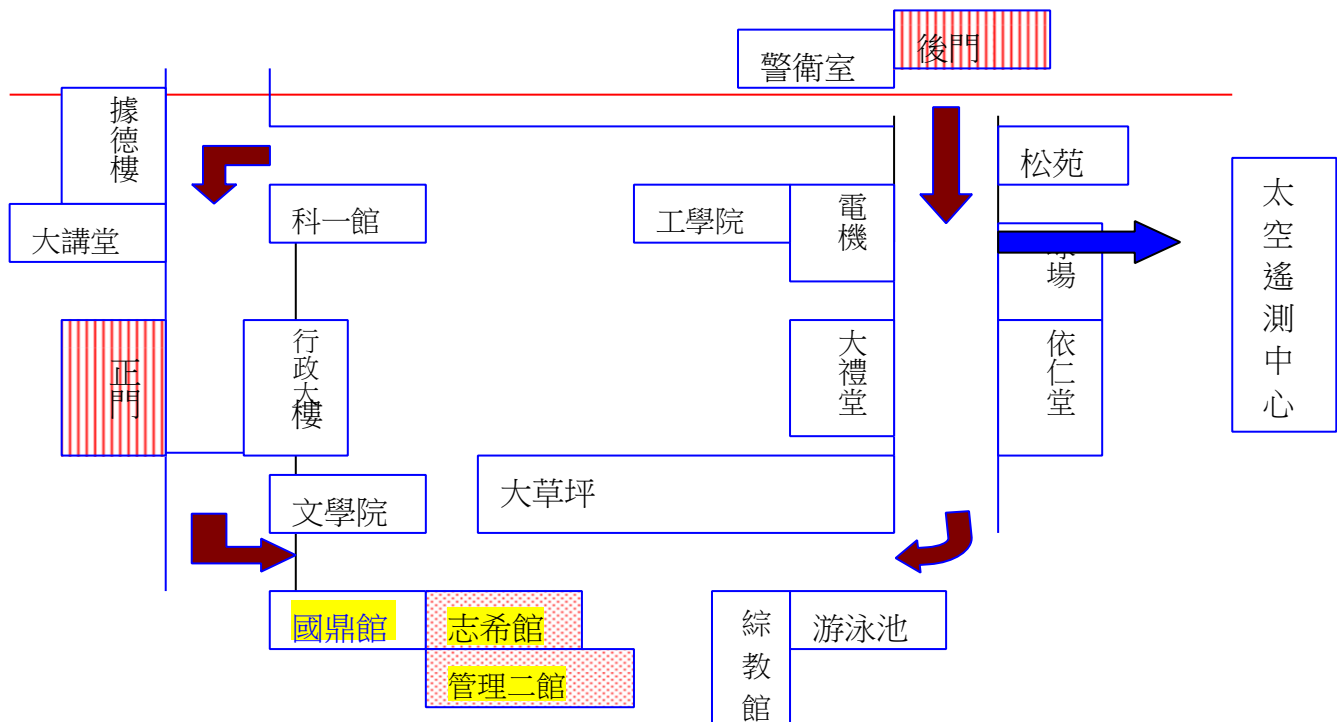 後門
警衛室
據德樓
松苑
科一館
工學院
電機
大講堂
場
太空遙測中心
正門
行政大樓
大禮堂
依仁堂
文學院
大草坪
國鼎館
志希館
綜教館
游泳池
管理二館